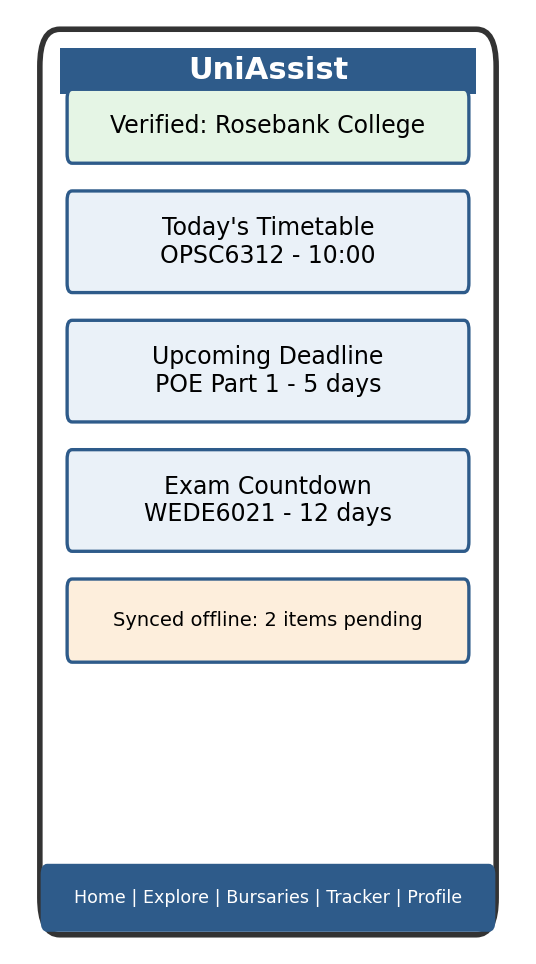 UniAssist
Verified: Rosebank College
Today's Timetable
OPSC6312 - 10:00
Upcoming Deadline
POE Part 1 - 5 days
Exam Countdown
WEDE6021 - 12 days
Synced offline: 2 items pending
Home | Explore | Bursaries | Tracker | Profile